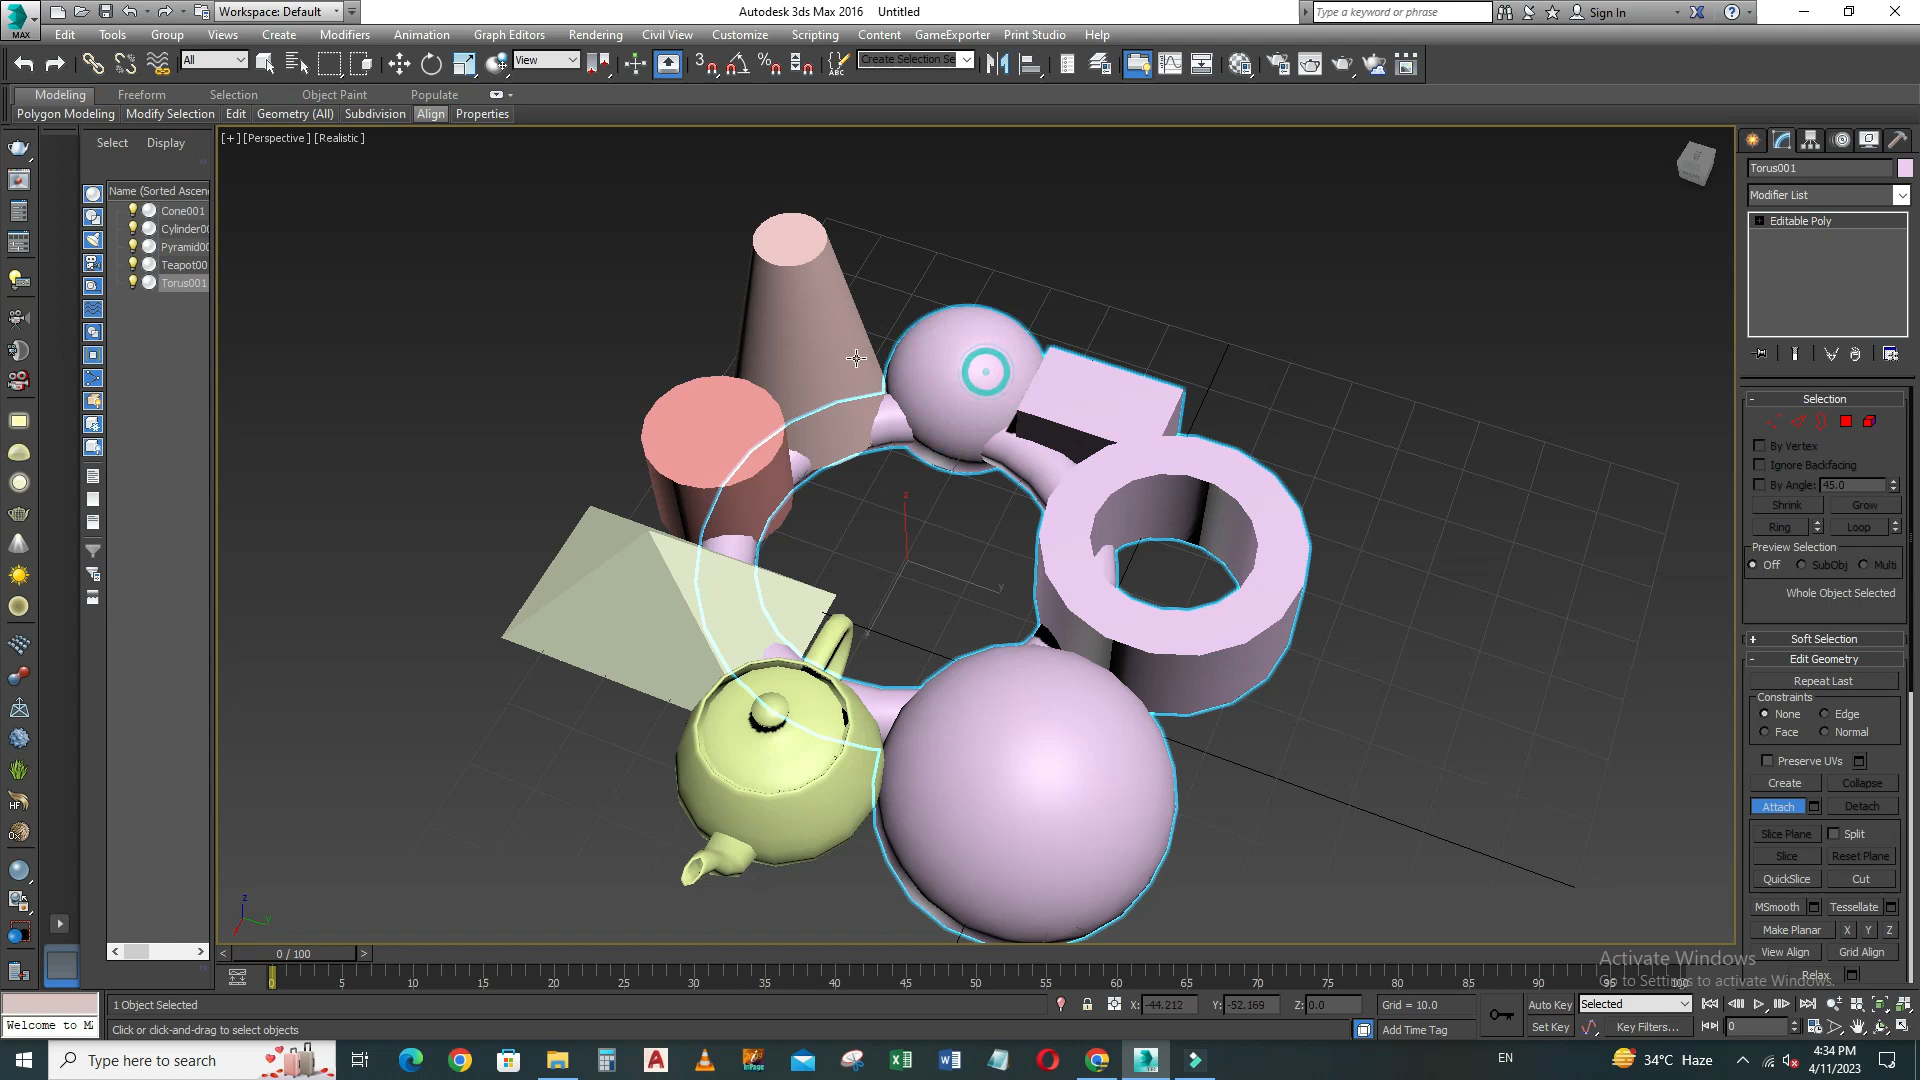 Workspace: Default
Autodesk 3ds Max 2016 Untitled
Type a keyword or phrase
Sign In
MAX
Edit Tools Group Views Create Modifiers Animation Graph Editors Rendering Civil View Customize Scripting Content GameExporter Print Studio Help
All
View
Create Selection Se
Modeling Freeform Selection Object Paint Populate
Polygon Modeling Modify Selection Edit Geometry (All) Subdivision Align Properties
Select Display
[+] [Perspective] [Realistic]
Name (Sorted Ascen
Cone001
Cylinder00
Pyramid00
Teapot00
Torus001
Torus001
Modifier List
Editable Poly
Selection
By Vertex
Ignore Backfacing
By Angle: 45.0
Shrink Grow
Ring Loop
Preview Selection
Off SubObj Multi
Whole Object Selected
Soft Selection
Edit Geometry
Repeat Last
Constraints
None Edge
Face Normal
Preserve UVs
Create Collapse
Attach Detach
Slice Plane Split
Slice Reset Plane
QuickSlice Cut
MSmooth Tessellate
Make Planar X Y Z
View Align Grid Align
Relax
z
y
z
y
Activate Windows
Go to Settings to activate Windows.
0 / 100
0 5 10 15 20 25 30 35 40 45 50 55 60 65 70 75 80 85 90 95 100
1 Object Selected
X: -44.212 Y: -52.169 Z: 0.0 Grid = 10.0
Auto Key Selected
Welcome to M
Click or click-and-drag to select objects
Add Time Tag
Set Key Key Filters... 0
Type here to search
EN
34°C Haze
4:34 PM
4/11/2023